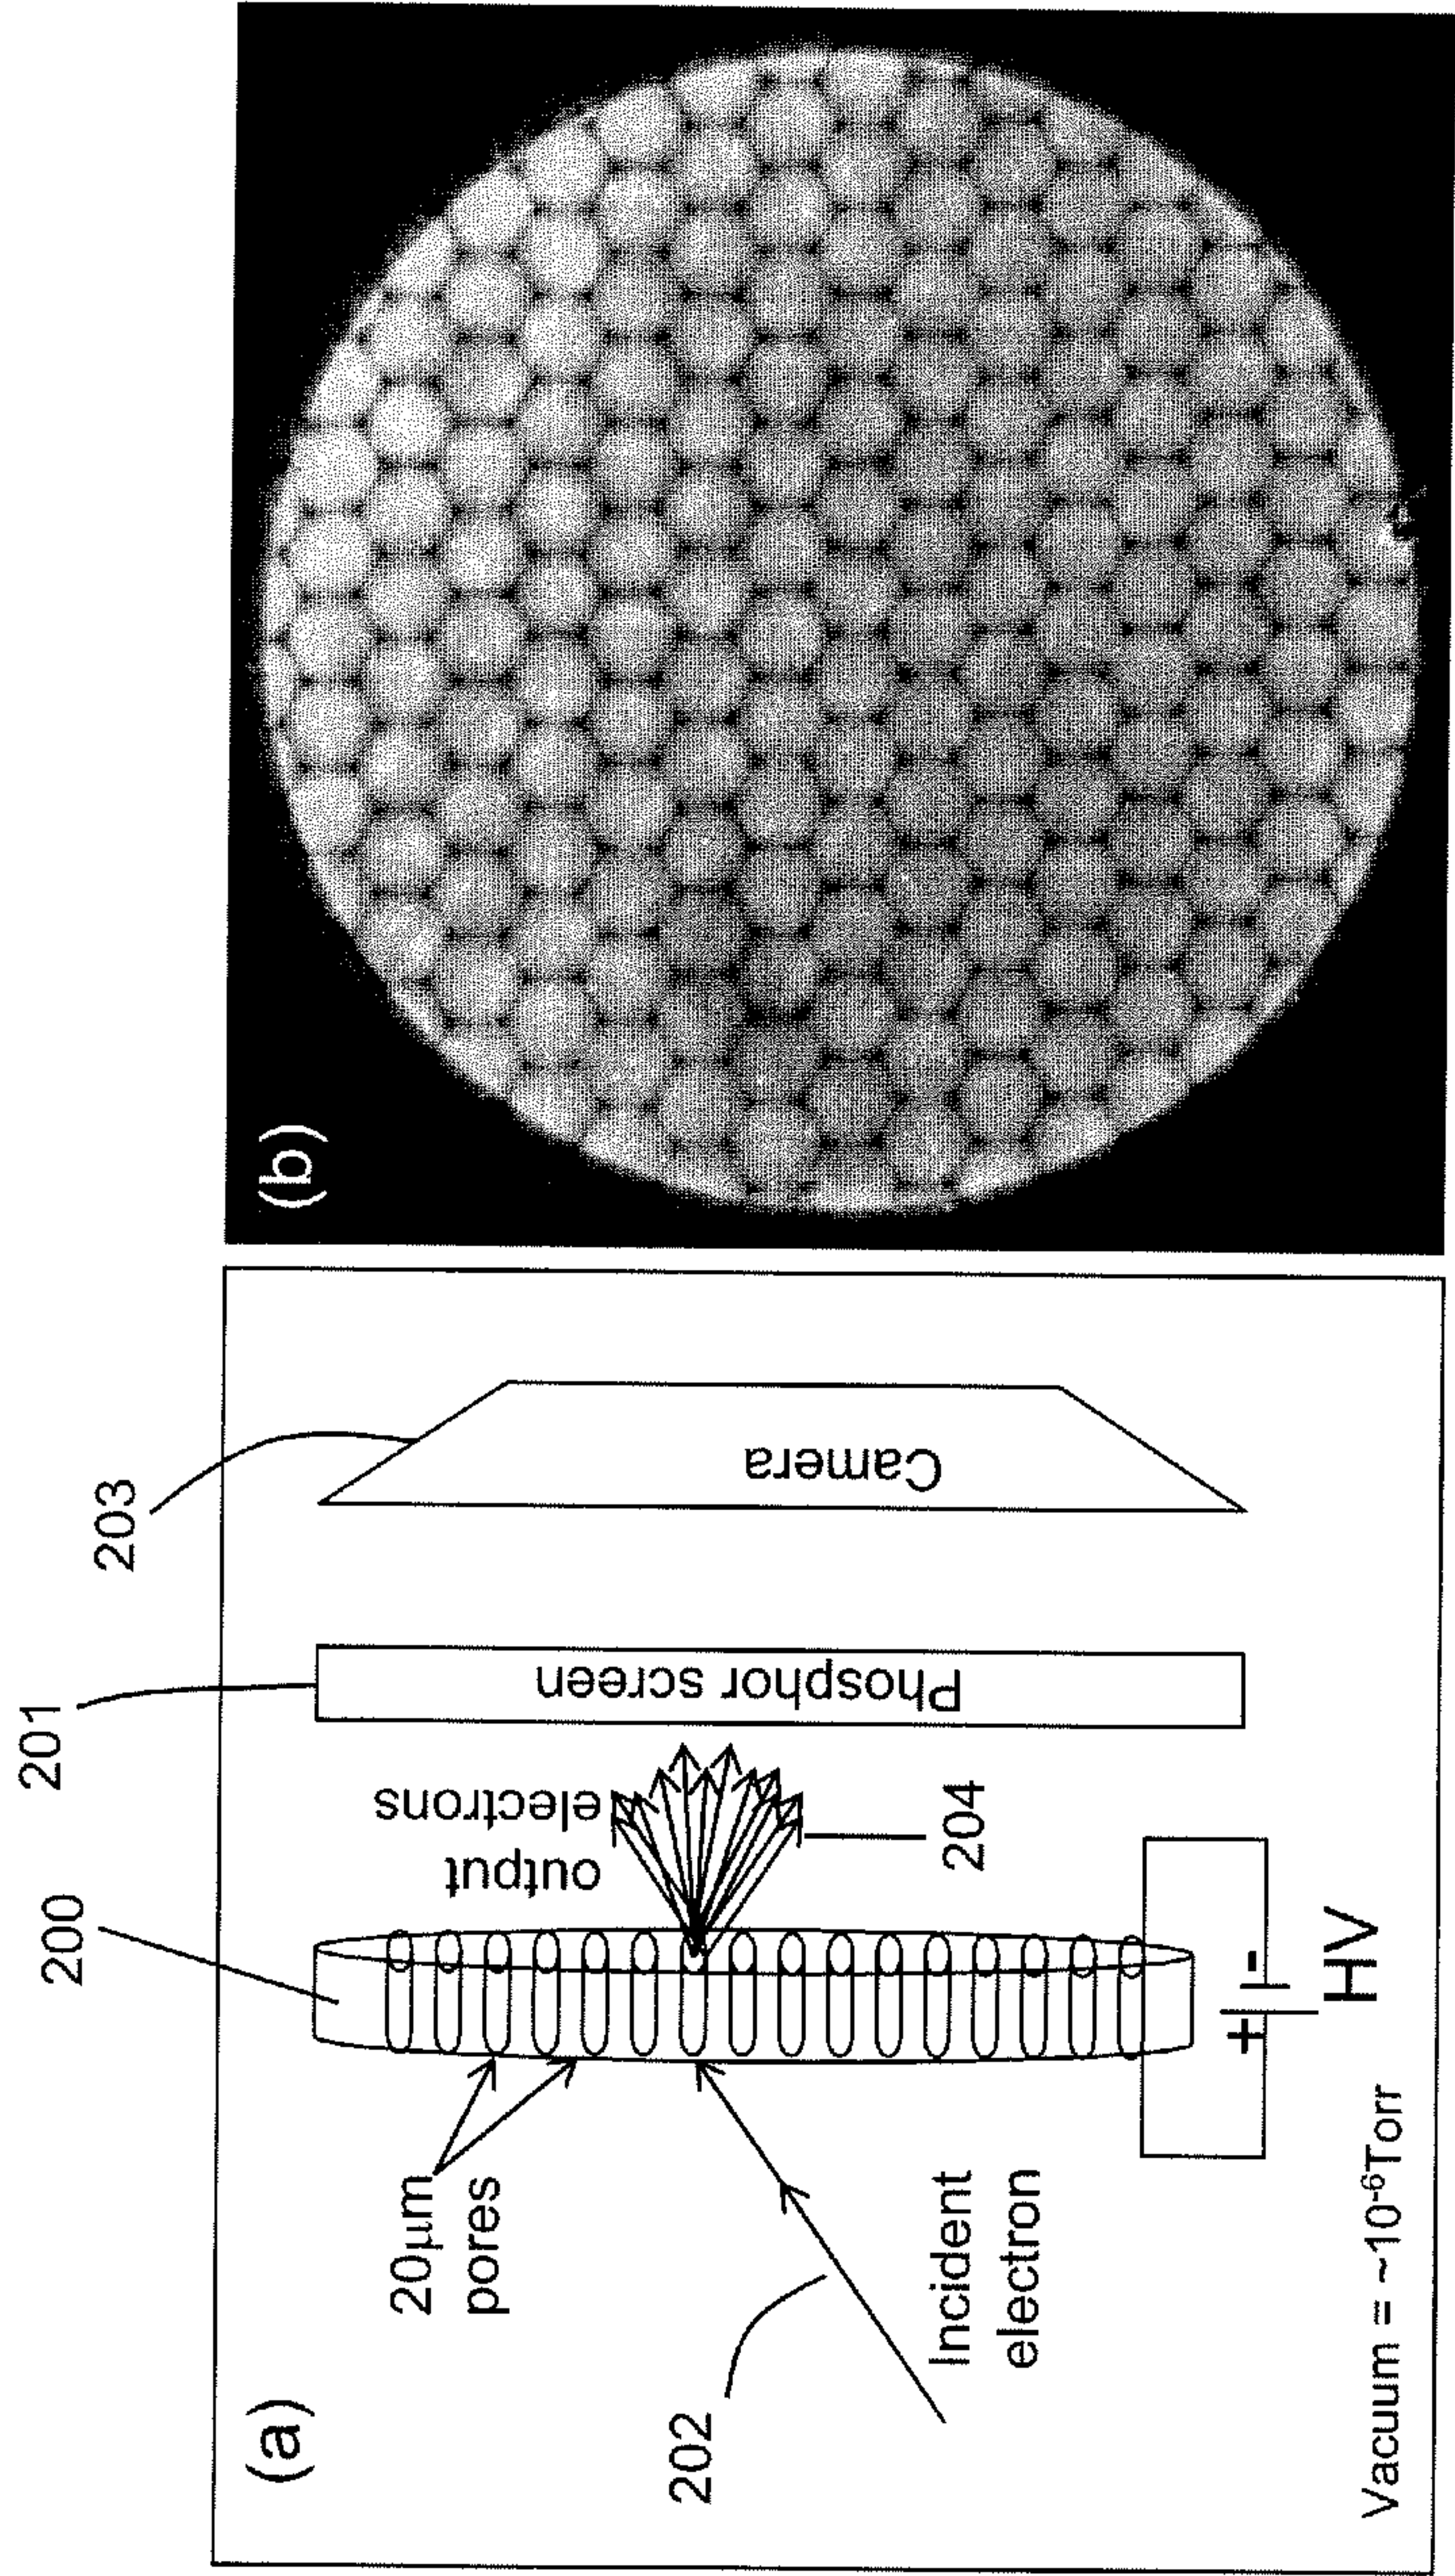 (a)
200
201
203
20μm
pores
output
electrons
Phosphor screen
Camera
202
Incident
electron
204
+ -
HV
Vacuum = ~10⁻⁶Torr
(b)